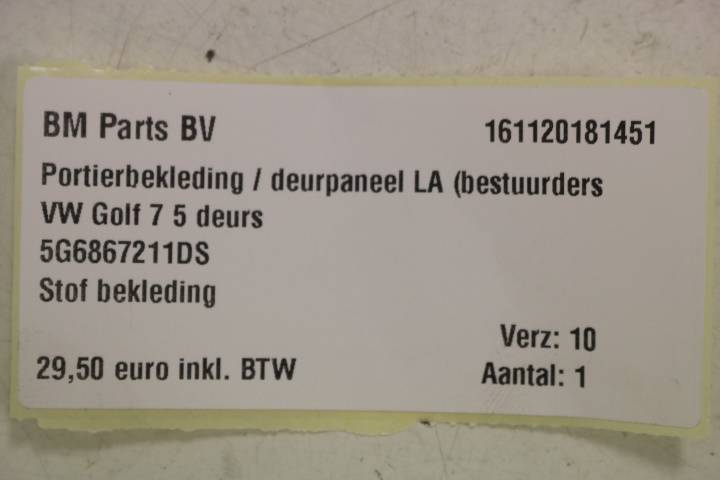 BM Parts BV 161120181451
Portierbekleding / deurpaneel LA (bestuurders
VW Golf 7 5 deurs
5G6867211DS
Stof bekleding
Verz: 10
29,50 euro inkl. BTW Aantal: 1